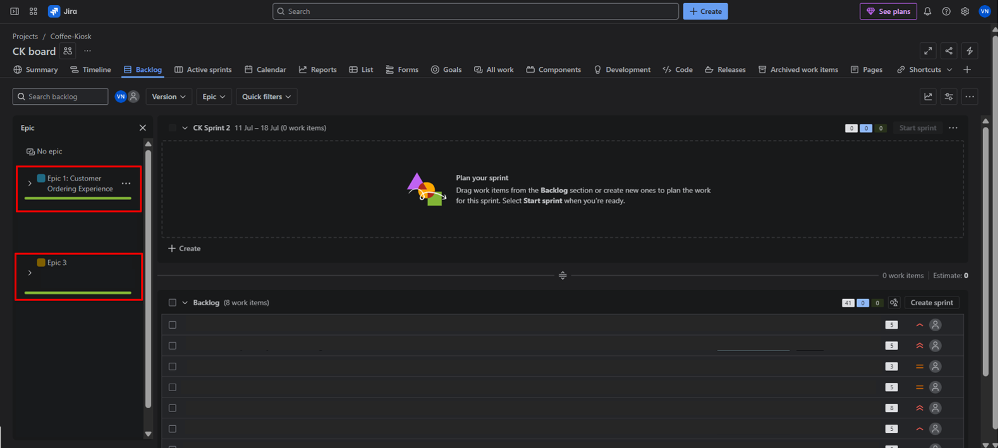 Jira
Search
Create
See plans
VN
Projects / Coffee-Kiosk
CK board
Summary Timeline Backlog Active sprints Calendar Reports List Forms Goals All work Components Development Code Releases Archived work items Pages Shortcuts
Search backlog VN Version Epic Quick filters
Epic
No epic
Epic 1: Customer
Ordering Experience
Epic 3:
CK Sprint 2 11 Jul – 18 Jul (0 work items) 0 0 0 Start sprint
Plan your sprint
Drag work items from the Backlog section or create new ones to plan the work
for this sprint. Select Start sprint when you're ready.
Create
0 work items Estimate: 0
Backlog (8 work items) 41 0 0 Create sprint
5
5
3
5
8
5